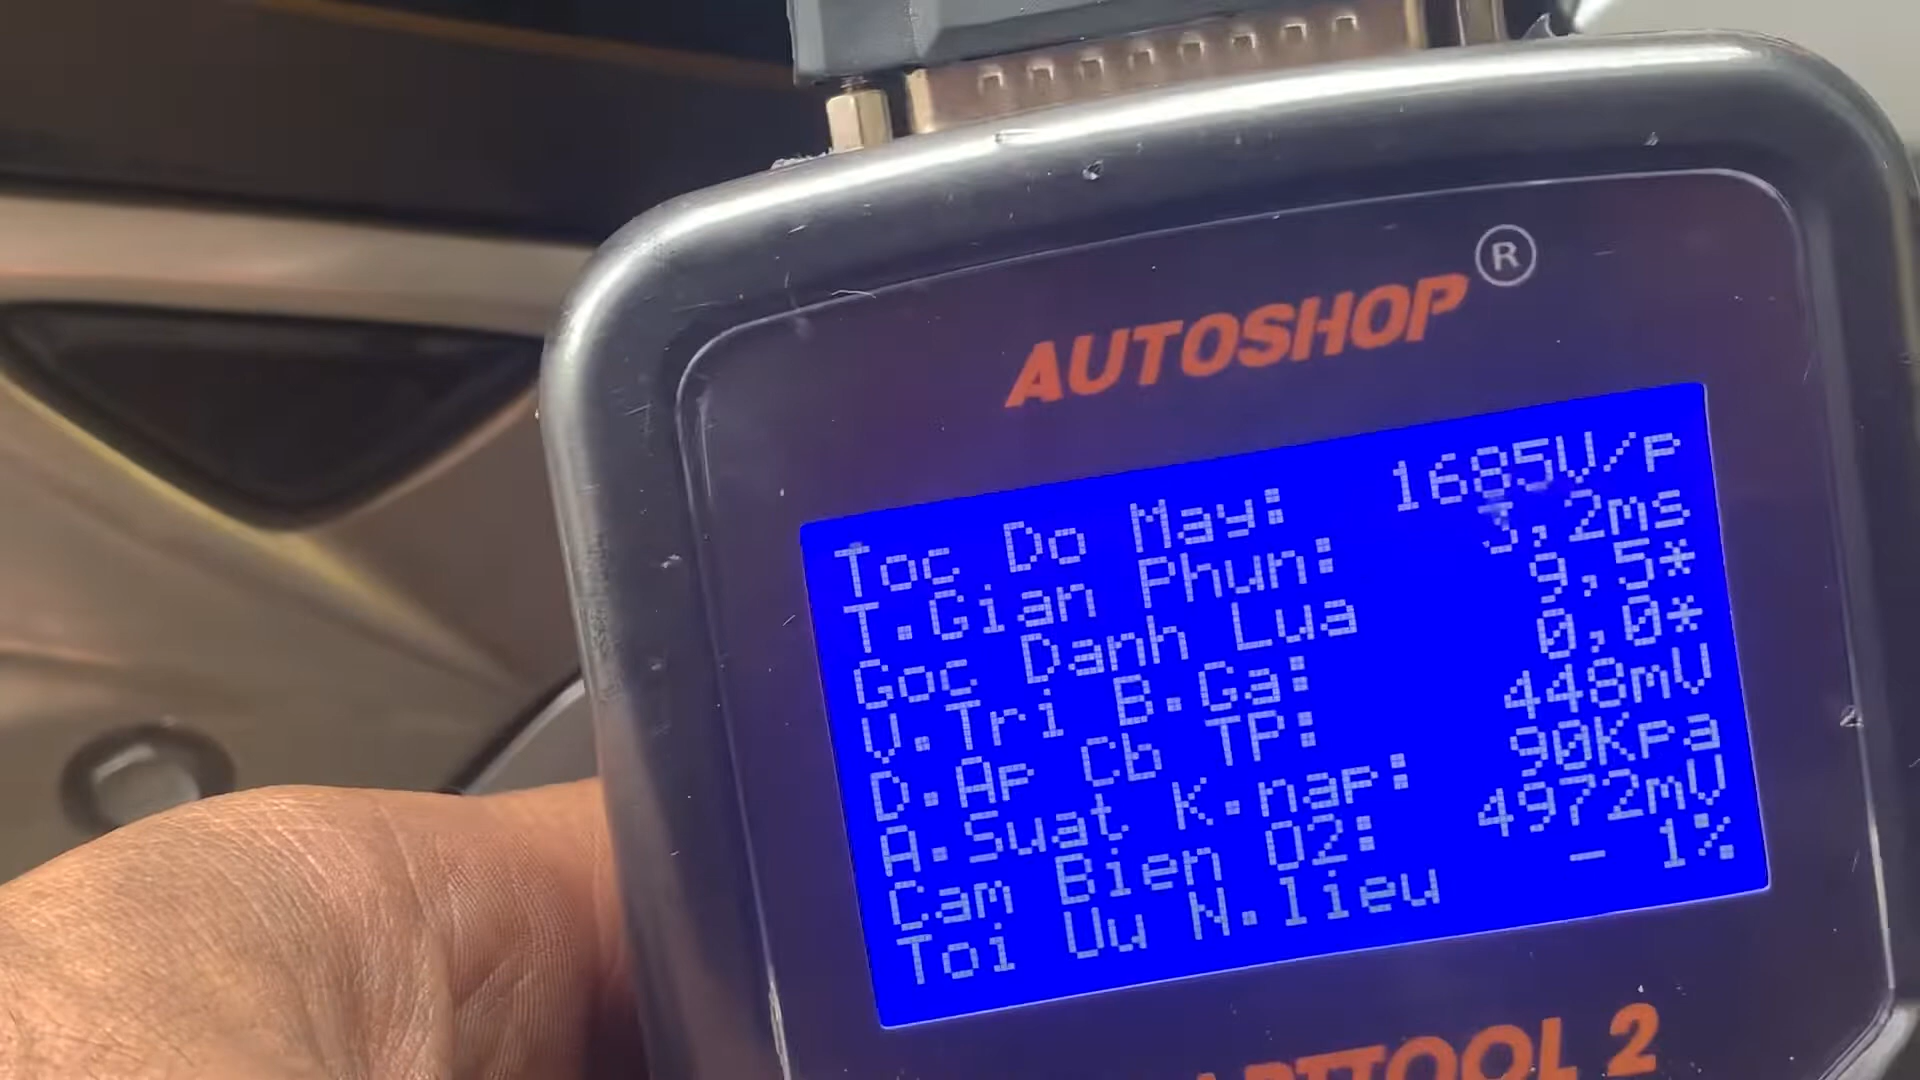 AUTOSHOP®
Toc Do May: 1685V/p
T.Gian Phun: 3,2ms
Goc Danh Lua 9,5*
V.Tri B.Ga: 0,0*
D.Ap Cb TP: 448mV
A.Suat K.nap: 90Kpa
Cam Bien O2: 4972mV
Toi Uu N.lieu - 1%
2